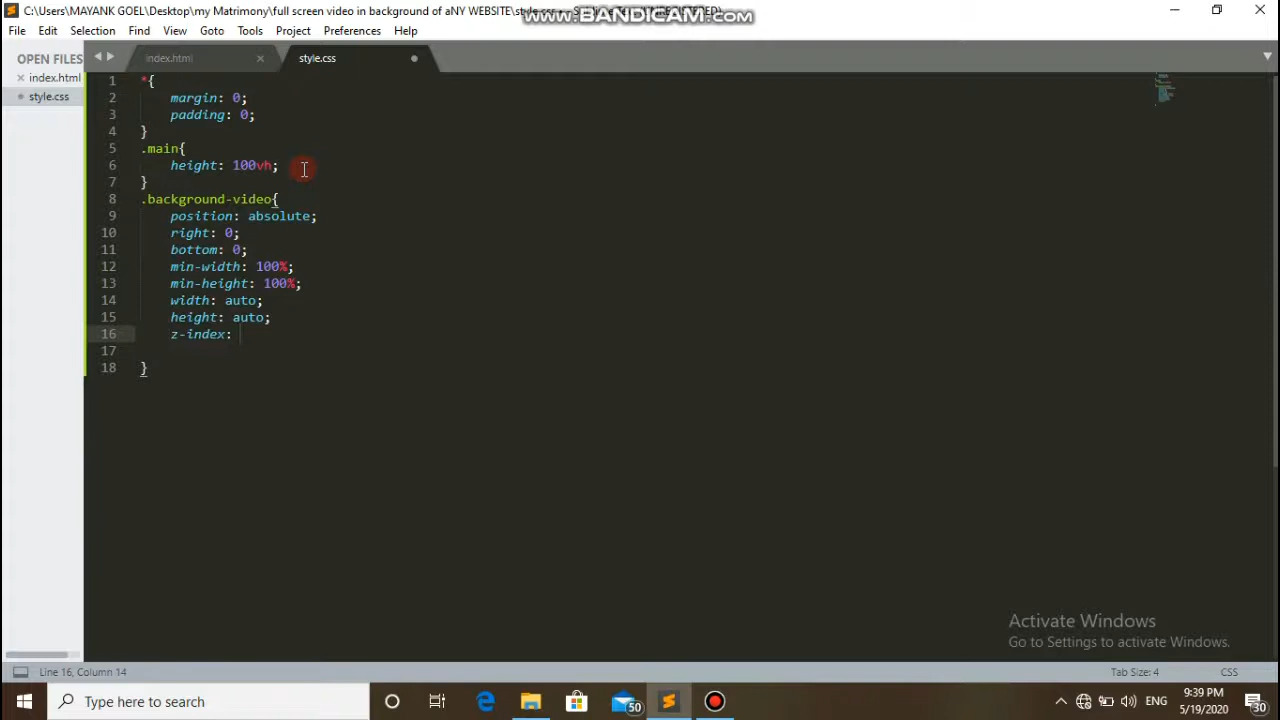 C:\Users\MAYANK GOEL\Desktop\my Matrimony\full screen video in background of aNY WEBSITE\style.css
www.BANDICAM.com
File Edit Selection Find View Goto Tools Project Preferences Help
OPEN FILES
index.html
style.css
index.html
style.css
1 *{
2 margin: 0;
3 padding: 0;
4 }
5 .main{
6 height: 100vh;
7 }
8 .background-video{
9 position: absolute;
10 right: 0;
11 bottom: 0;
12 min-width: 100%;
13 min-height: 100%;
14 width: auto;
15 height: auto;
16 z-index:
17
18 }
Activate Windows
Go to Settings to activate Windows.
Line 16, Column 14
Tab Size: 4
CSS
Type here to search
50
ENG
9:39 PM
5/19/2020
30